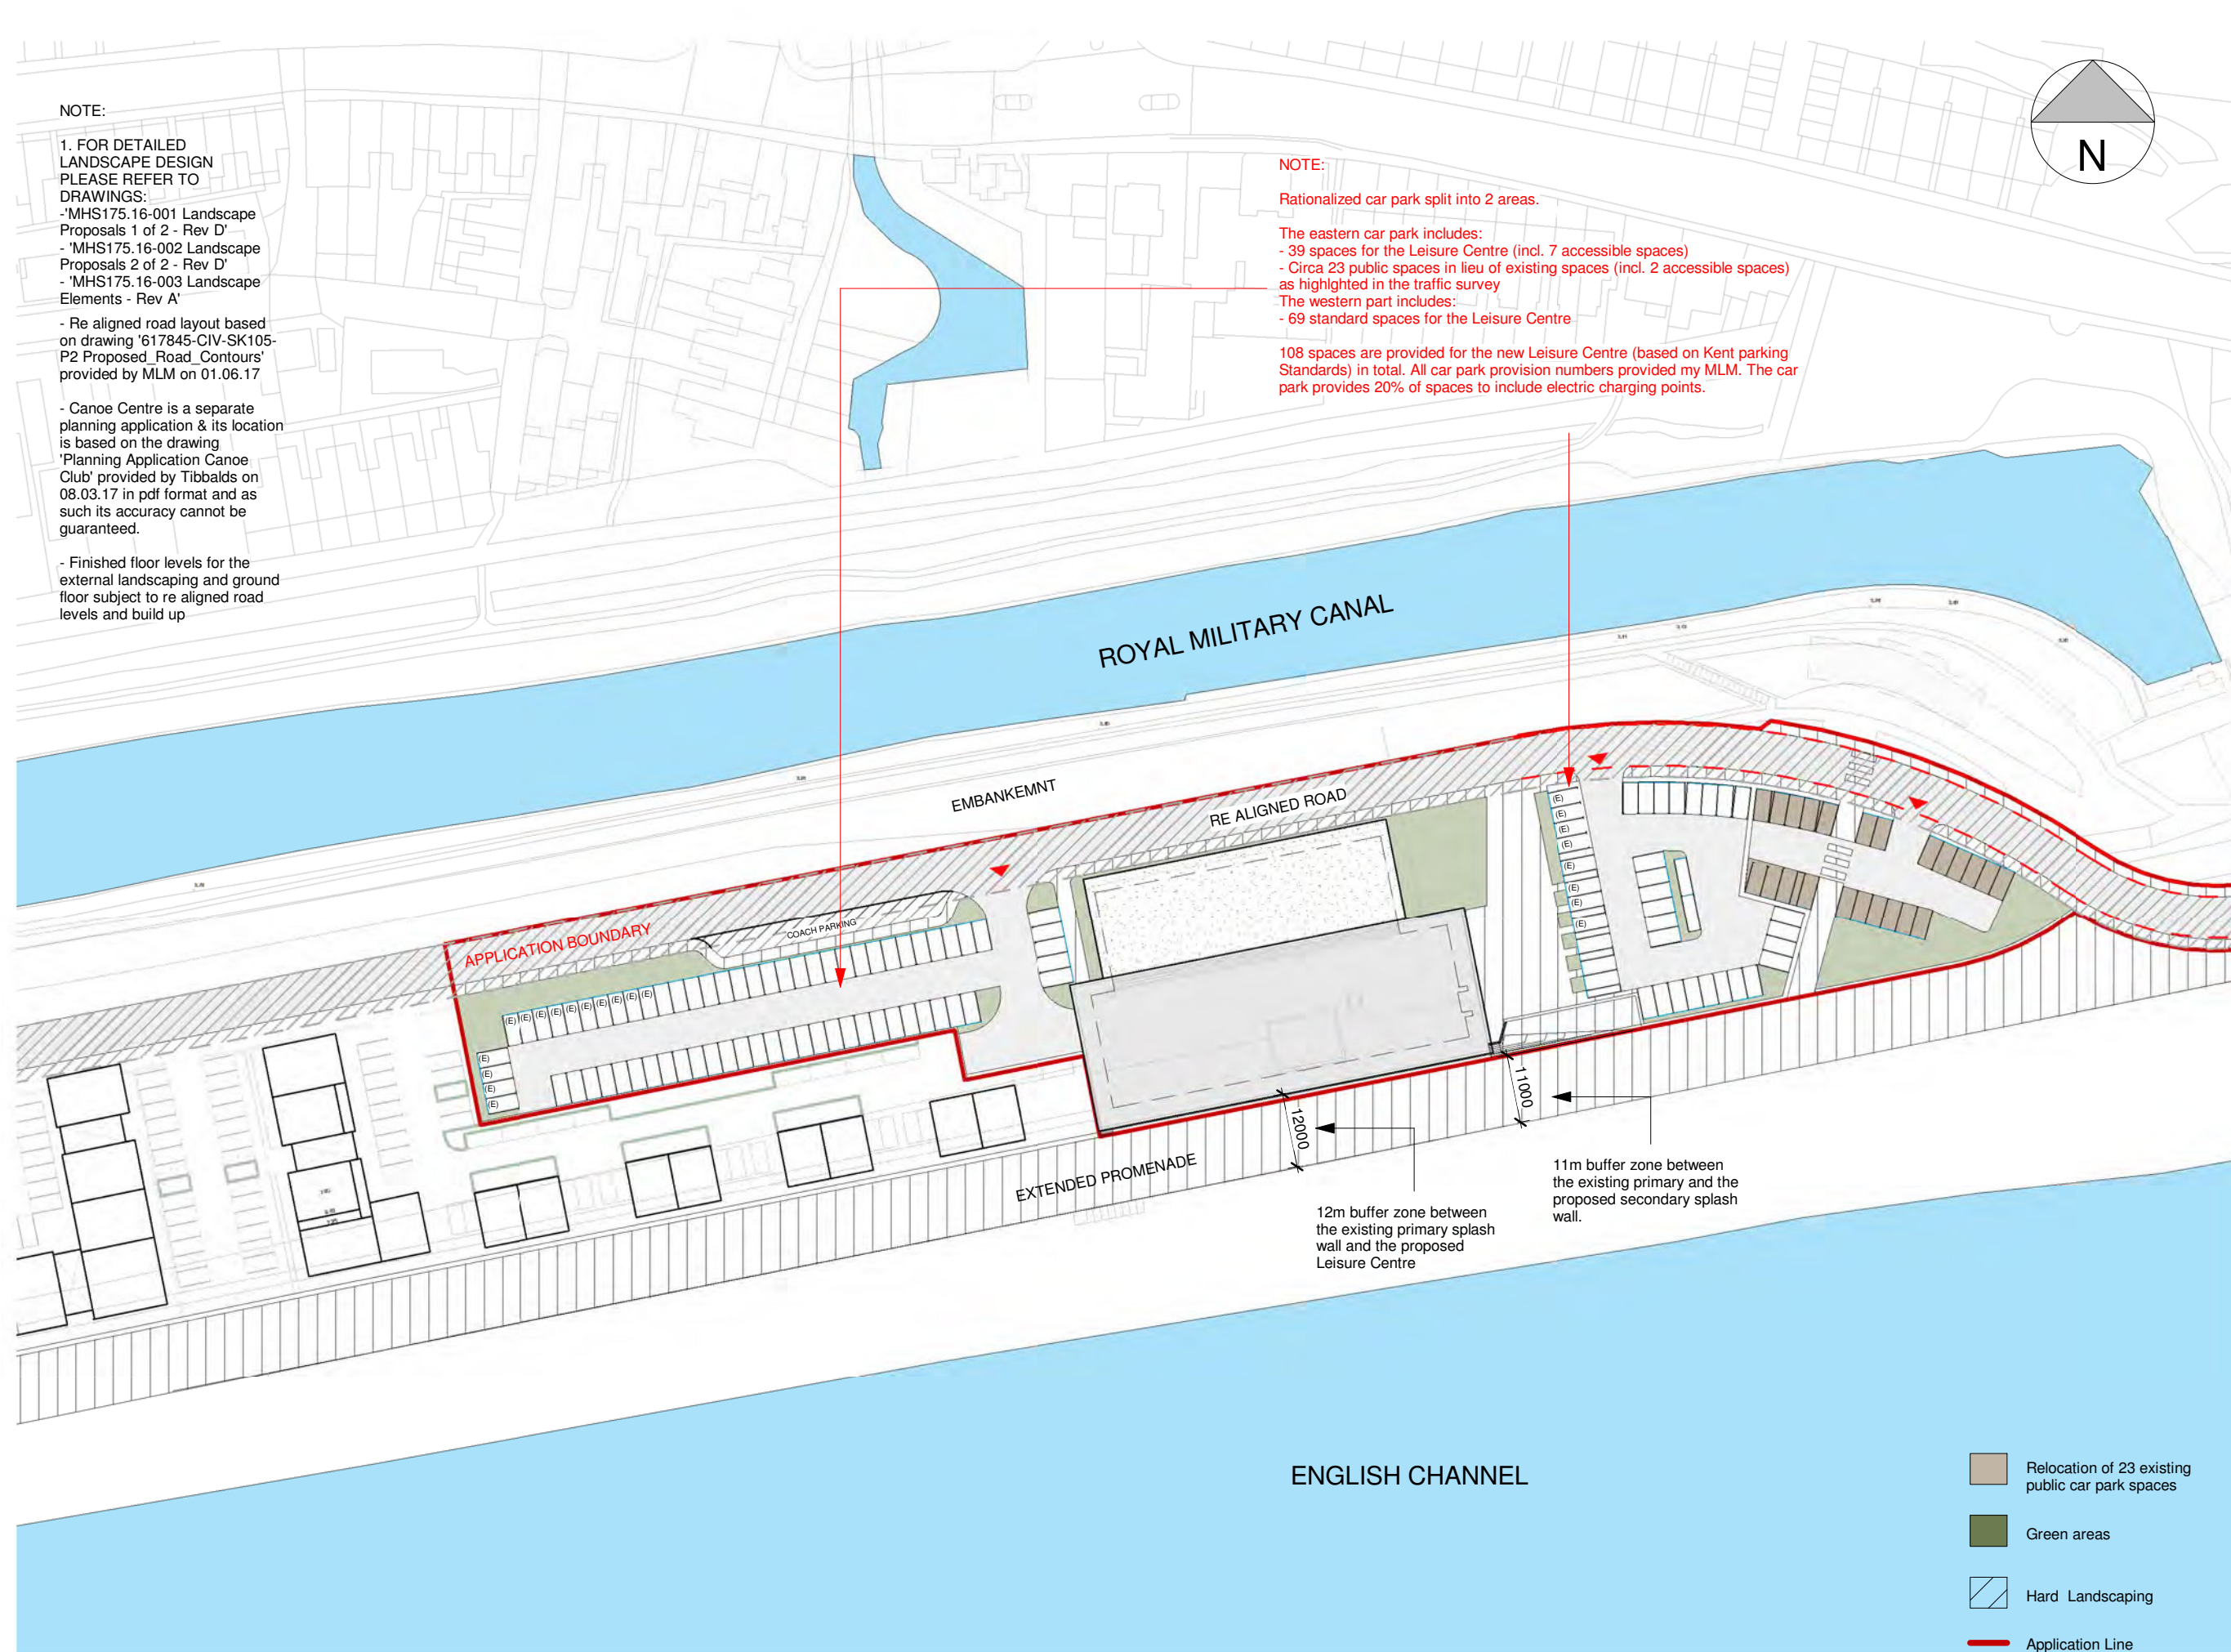 NOTE:
1. FOR DETAILED
LANDSCAPE DESIGN
PLEASE REFER TO
DRAWINGS:
-'MHS175.16-001 Landscape
Proposals 1 of 2 - Rev D'
- 'MHS175.16-002 Landscape
Proposals 2 of 2 - Rev D'
- 'MHS175.16-003 Landscape
Elements - Rev A'
- Re aligned road layout based
on drawing '617845-CIV-SK105-
P2 Proposed_Road_Contours'
provided by MLM on 01.06.17
- Canoe Centre is a separate
planning application & its location
is based on the drawing
'Planning Application Canoe
Club' provided by Tibbalds on
08.03.17 in pdf format and as
such its accuracy cannot be
guaranteed.
- Finished floor levels for the
external landscaping and ground
floor subject to re aligned road
levels and build up
NOTE:
Rationalized car park split into 2 areas.
The eastern car park includes:
- 39 spaces for the Leisure Centre (incl. 7 accessible spaces)
- Circa 23 public spaces in lieu of existing spaces (incl. 2 accessible spaces)
as highlghted in the traffic survey
The western part includes:
- 69 standard spaces for the Leisure Centre
108 spaces are provided for the new Leisure Centre (based on Kent parking
Standards) in total. All car park provision numbers provided my MLM. The car
park provides 20% of spaces to include electric charging points.
N
ROYAL MILITARY CANAL
EMBANKEMNT
RE ALIGNED ROAD
APPLICATION BOUNDARY
COACH PARKING
(E) (E) (E) (E) (E) (E) (E) (E) (E) (E)
(E)
(E)
(E)
(E)
(E)
(E)
(E)
(E)
(E)
(E)
(E)
(E)
EXTENDED PROMENADE
12000
11000
12m buffer zone between
the existing primary splash
wall and the proposed
Leisure Centre
11m buffer zone between
the existing primary and the
proposed secondary splash
wall.
ENGLISH CHANNEL
Relocation of 23 existing
public car park spaces
Green areas
Hard Landscaping
Application Line